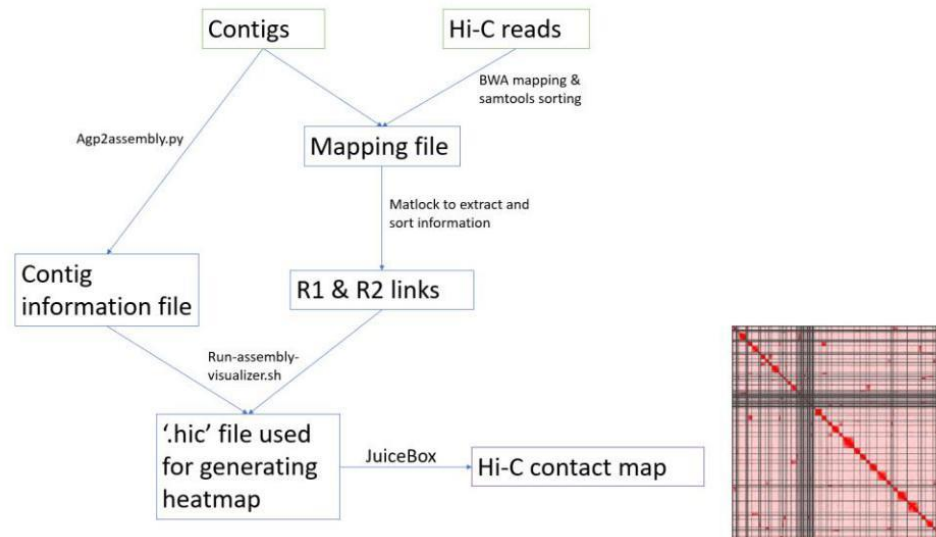 Contigs
Hi-C reads
BWA mapping &
samtools sorting
Agp2assembly.py
Mapping file
Matlock to extract and
sort information
Contig
information file
R1 & R2 links
Run-assembly-
visualizer.sh
‘.hic’ file used
for generating
heatmap
JuiceBox
Hi-C contact map